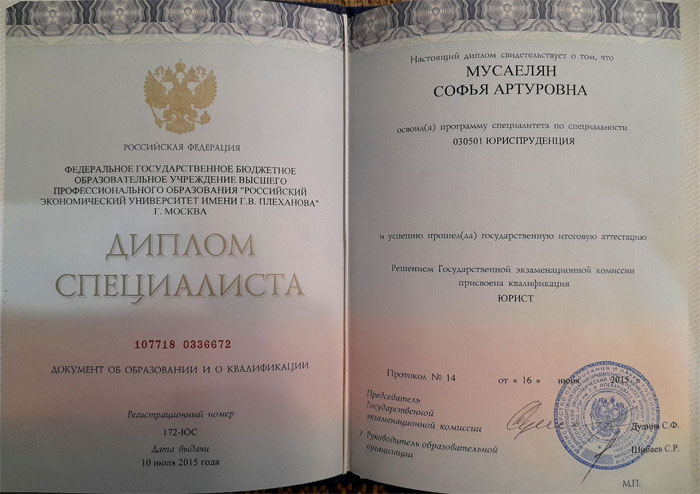 РОССИЙСКАЯ ФЕДЕРАЦИЯ
ФЕДЕРАЛЬНОЕ ГОСУДАРСТВЕННОЕ БЮДЖЕТНОЕ
ОБРАЗОВАТЕЛЬНОЕ УЧРЕЖДЕНИЕ ВЫСШЕГО
ПРОФЕССИОНАЛЬНОГО ОБРАЗОВАНИЯ "РОССИЙСКИЙ
ЭКОНОМИЧЕСКИЙ УНИВЕРСИТЕТ ИМЕНИ Г.В. ПЛЕХАНОВА"
Г. МОСКВА
ДИПЛОМ
СПЕЦИАЛИСТА
107718 0336672
ДОКУМЕНТ ОБ ОБРАЗОВАНИИ И О КВАЛИФИКАЦИИ
Регистрационный номер
172-ЮС
Дата выдачи
10 июля 2015 года
Настоящий диплом свидетельствует о том, что
МУСАЕЛЯН
СОФЬЯ АРТУРОВНА
освоил(а) программу специалитета по специальности
030501 ЮРИСПРУДЕНЦИЯ
и успешно прошел(ла) государственную итоговую аттестацию
Решением Государственной экзаменационной комиссии
присвоена квалификация
ЮРИСТ
Протокол № 14 от « 16 » июня 2015 г.
Председатель
Государственной
экзаменационной комиссии
С.Ф.
Руководитель образовательной
организации
С.Р.
М.П.